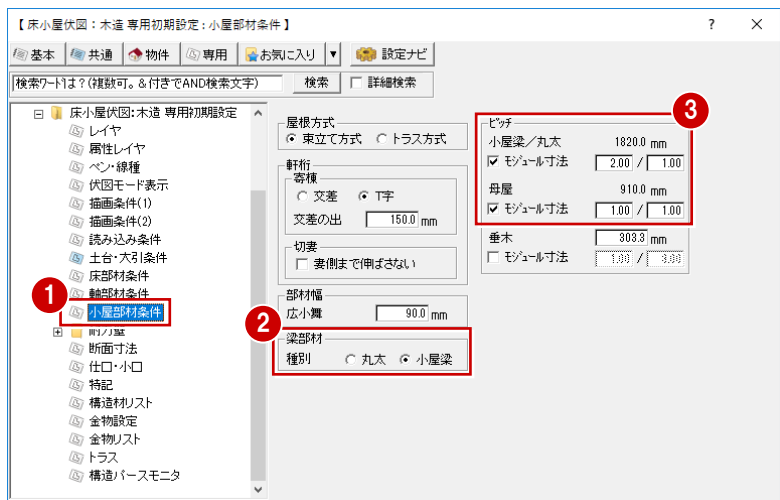 【 床小屋伏図：木造 専用初期設定 : 小屋部材条件 】 ? ×
基本 共通 物件 専用 お気に入り ▼ 設定ナビ
検索ワードは？(複数可。＆付きでAND検索文字) 検索 詳細検索
床小屋伏図:木造 専用初期設定
レイヤ
属性レイヤ
ペン・線種
伏図モード表示
描画条件(1)
描画条件(2)
読み込み条件
土台・大引条件
床部材条件
軸部材条件
1 小屋部材条件
耐力壁
断面寸法
仕口・小口
特記
構造材リスト
金物設定
金物リスト
トラス
構造パースモニタ
屋根方式
束立て方式 トラス方式
軒桁
寄棟
交差 T字
交差の出 150.0 mm
切妻
妻側まで伸ばさない
部材幅
広小舞 90.0 mm
2
梁部材
種別 丸太 小屋梁
3
ピッチ
小屋梁／丸太 1820.0 mm
モジュール寸法 2.00 / 1.00
母屋 910.0 mm
モジュール寸法 1.00 / 1.00
垂木 303.3 mm
モジュール寸法 1.00 / 3.00